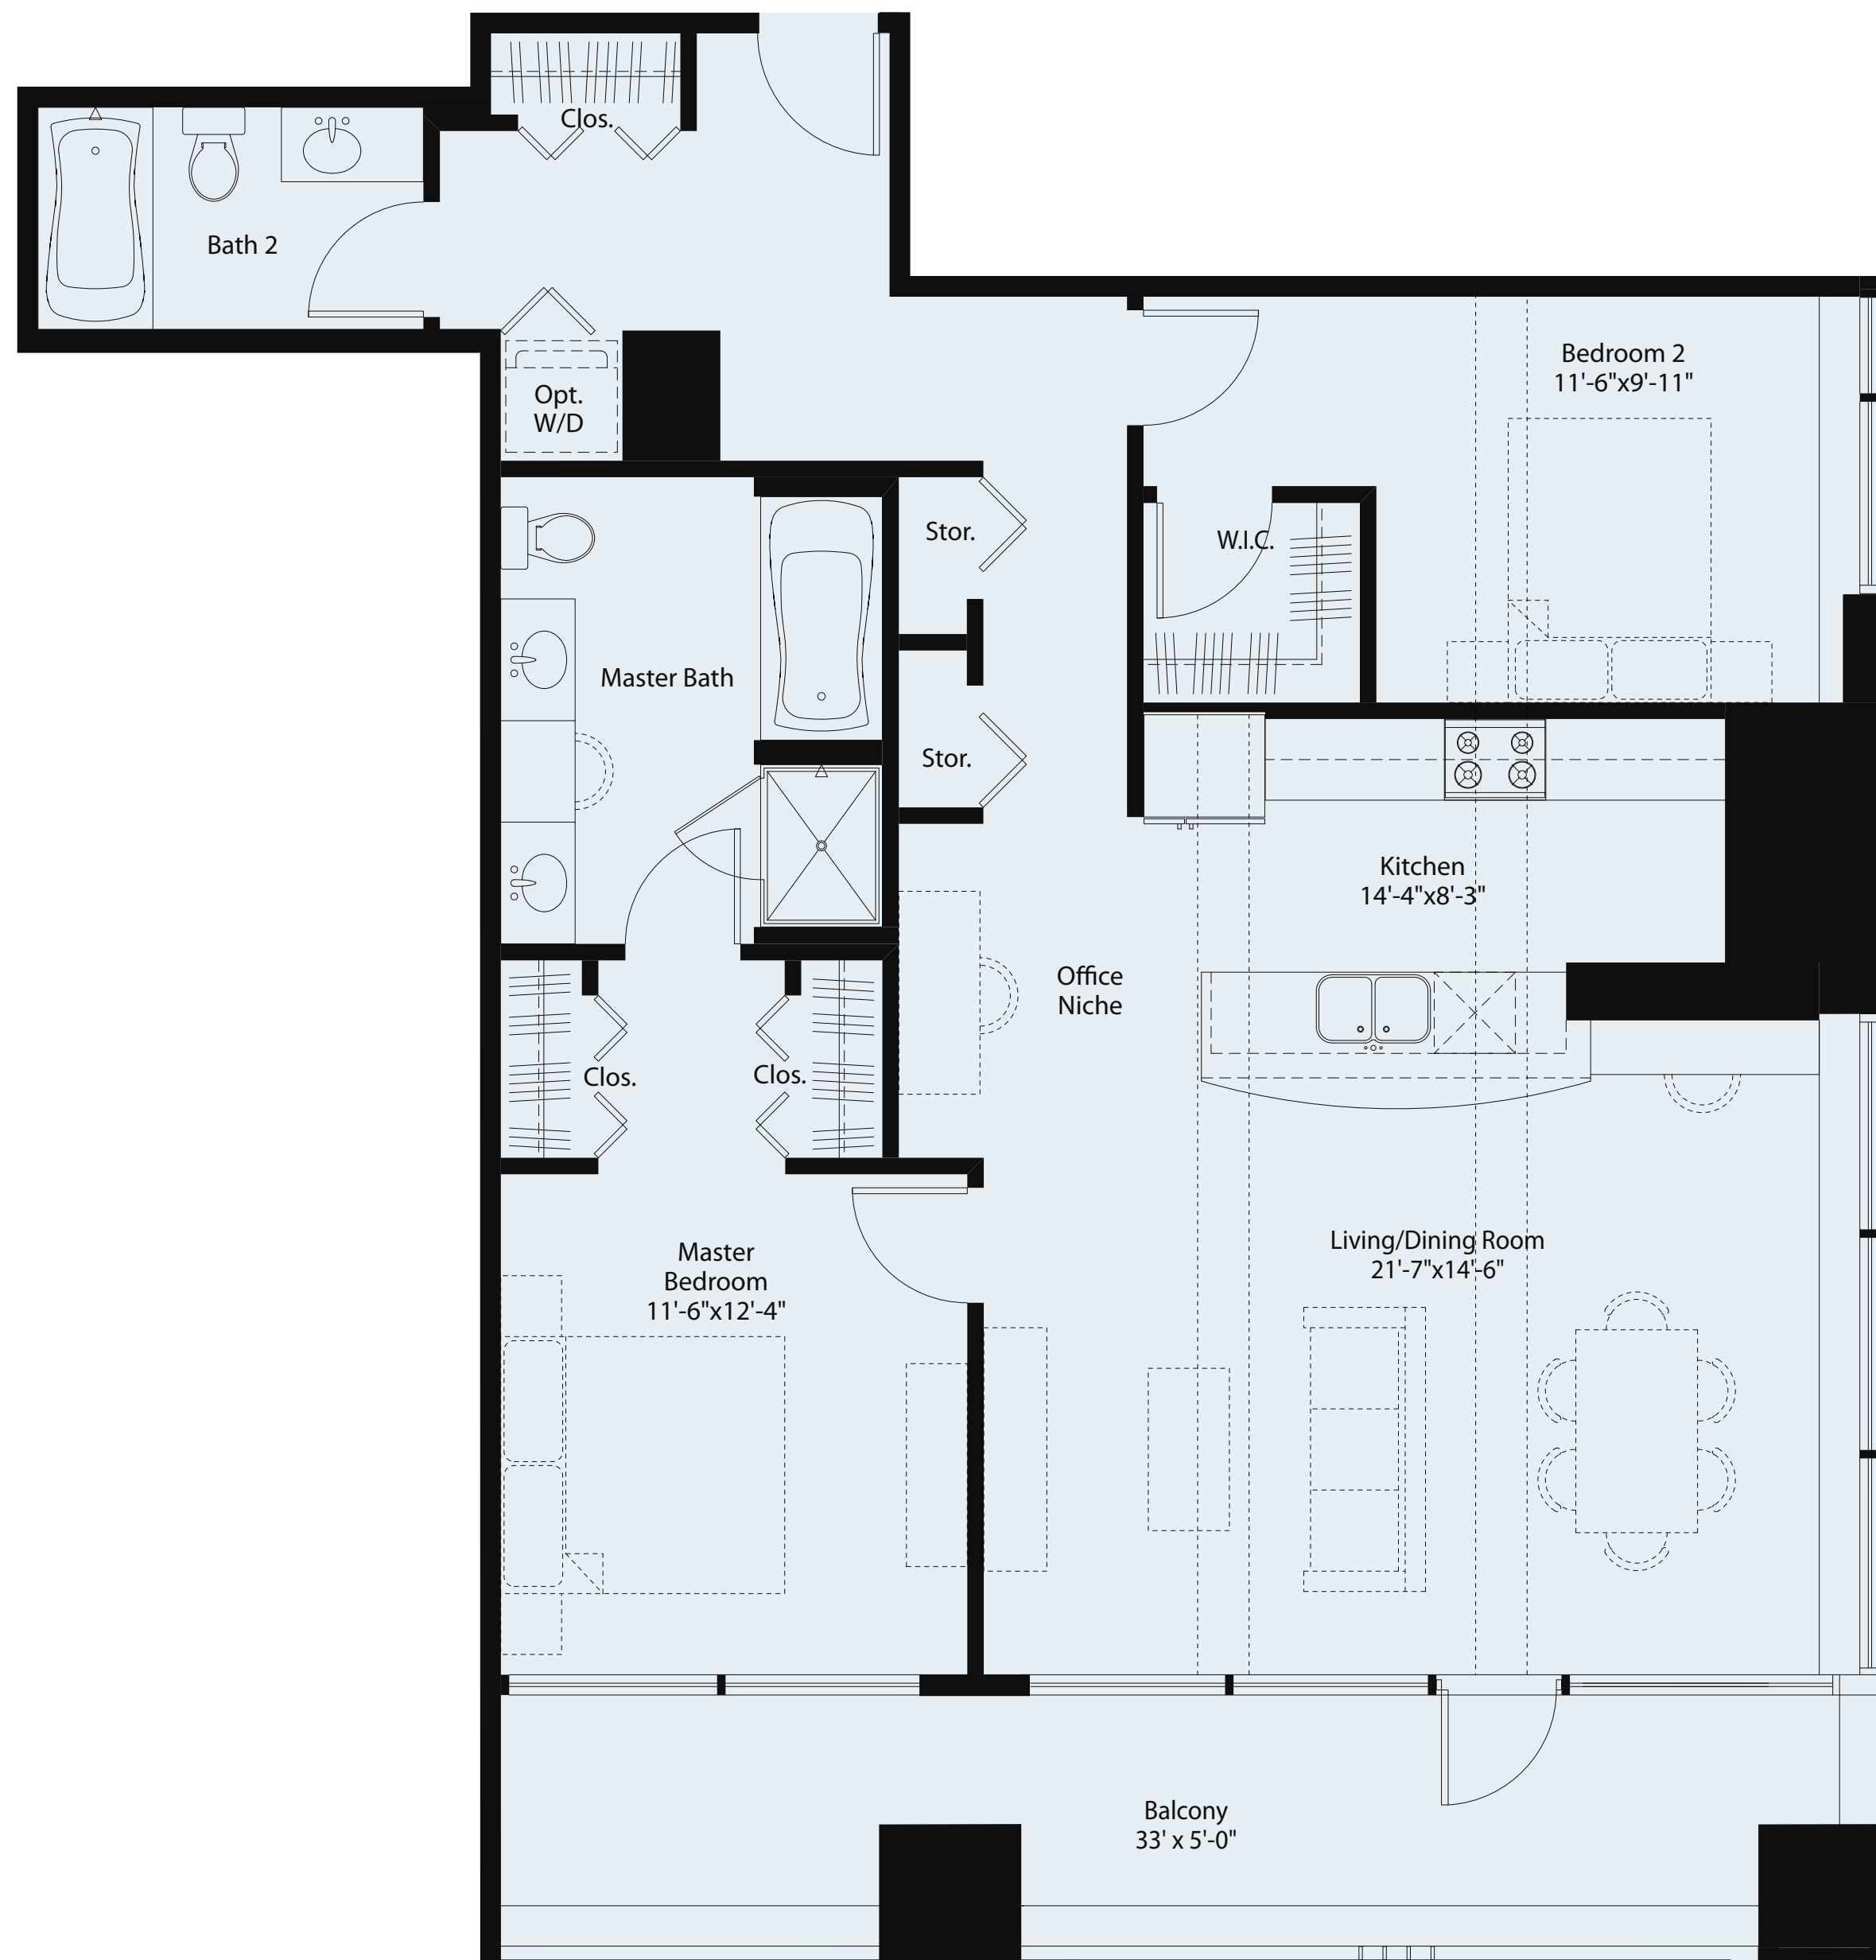 Clos.
Bath 2
Bedroom 2
11'-6"x9'-11"
Opt.
W/D
Stor.
W.I.C.
Master Bath
Stor.
Kitchen
14'-4"x8'-3"
Office
Niche
Clos.
Clos.
Living/Dining Room
21'-7"x14'-6"
Master
Bedroom
11'-6"x12'-4"
Balcony
33' x 5'-0"